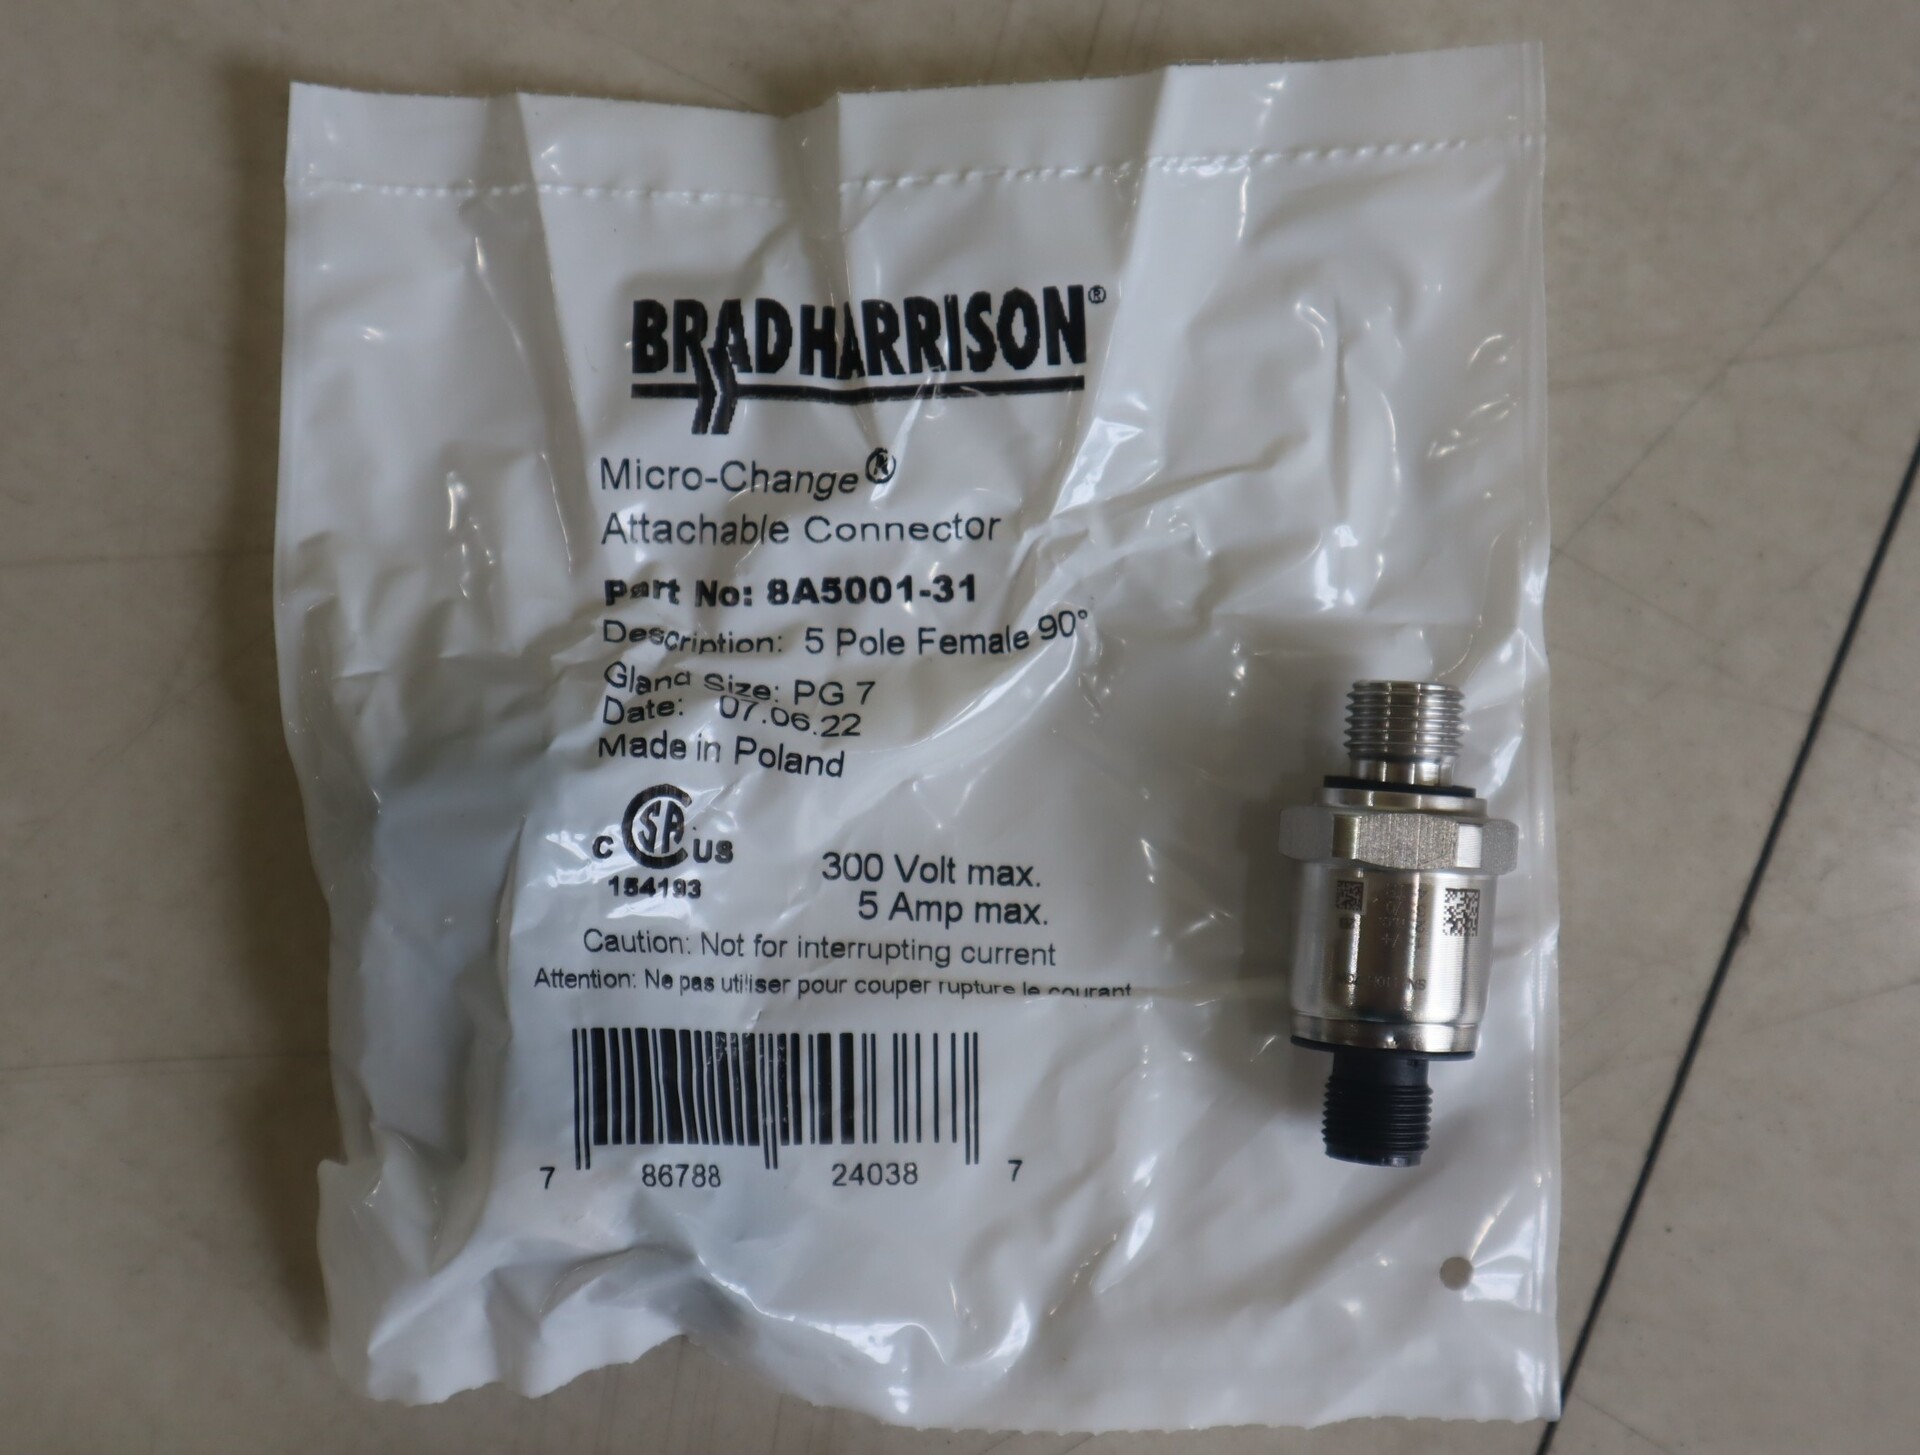 BRADHARRISON®
Micro-Change®
Attachable Connector
Part No: 8A5001-31
Description: 5 Pole Female 90°
Gland Size: PG 7
Date: 07.06.22
Made in Poland
C SA US
154193
300 Volt max.
5 Amp max.
Caution: Not for interrupting current
Attention: Ne pas utiliser pour couper rupture le courant
7 86788 24038 7